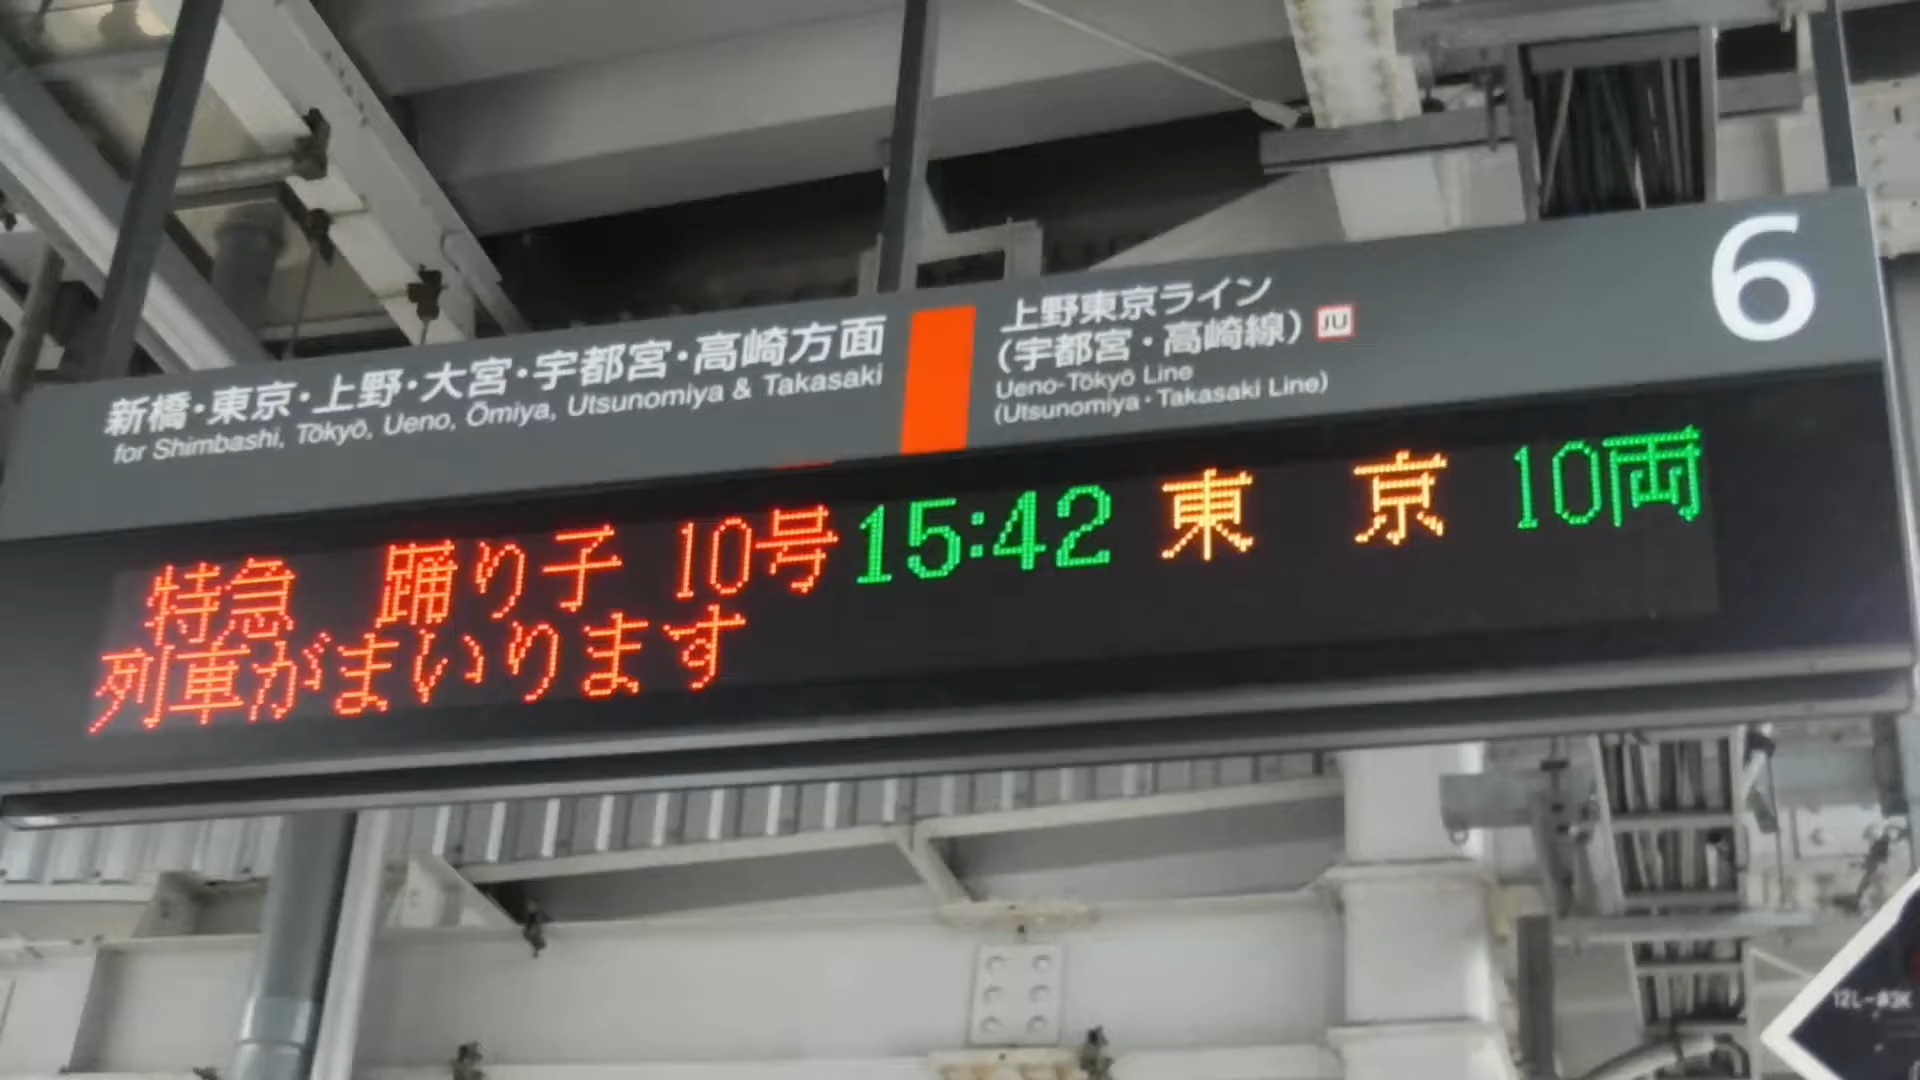 新橋・東京・上野・大宮・宇都宮・高崎方面
for Shimbashi, Tōkyō, Ueno, Ōmiya, Utsunomiya & Takasaki
上野東京ライン
(宇都宮・高崎線) JU
Ueno-Tōkyō Line
(Utsunomiya・Takasaki Line)
6
特急 踊り子 10号 15:42 東 京 10両
列車がまいります